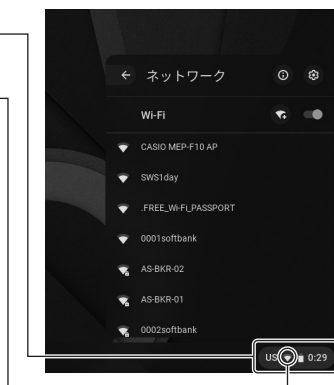 ネットワーク
Wi-Fi
CASIO MEP-F10 AP
SWS1day
.FREE_Wi-Fi_PASSPORT
0001softbank
AS-BKR-02
AS-BKR-01
0002softbank
US 0:29